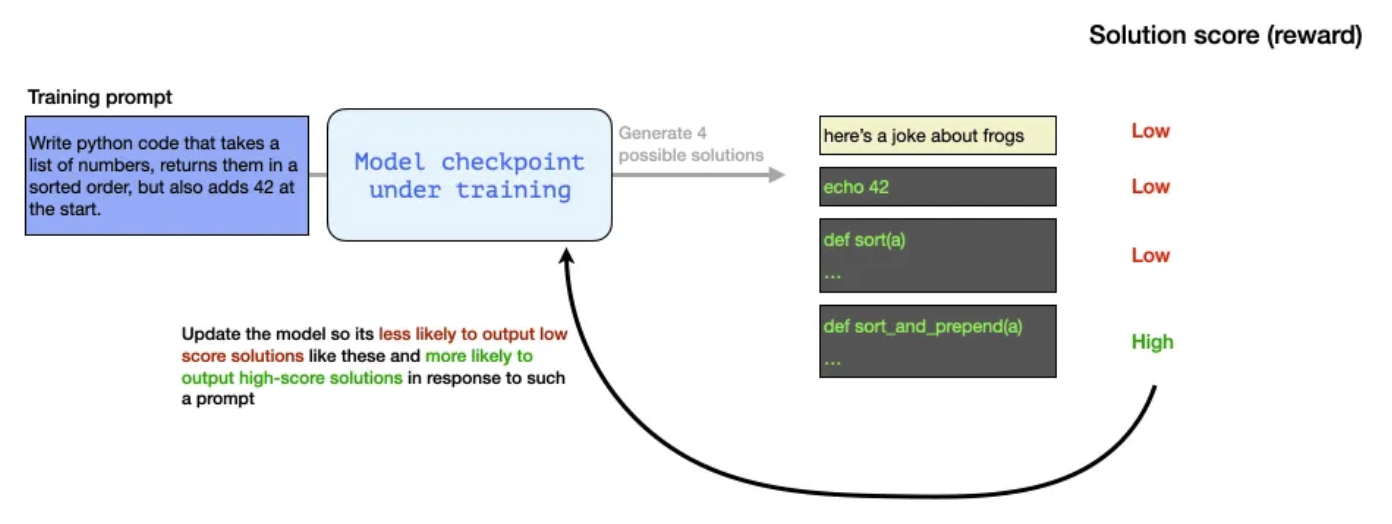 Solution score (reward)
Training prompt
Write python code that takes a
list of numbers, returns them in a
sorted order, but also adds 42 at
the start.
Model checkpoint
under training
Generate 4
possible solutions
here's a joke about frogs
Low
echo 42
Low
def sort(a)
...
Low
def sort_and_prepend(a)
...
High
Update the model so its less likely to output low
score solutions like these and more likely to
output high-score solutions in response to such
a prompt